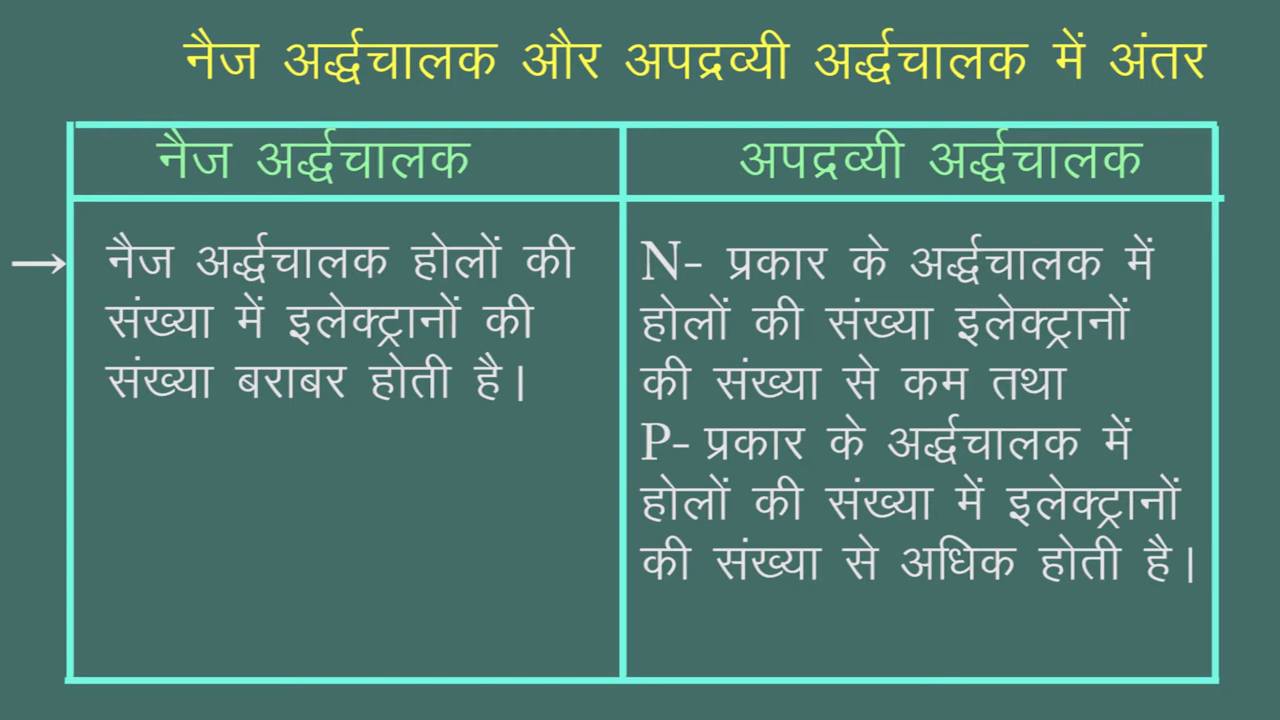 नैज अर्द्धचालक और अपद्रव्यी अर्द्धचालक में अंतर
नैज अर्द्धचालक
अपद्रव्यी अर्द्धचालक
→ नैज अर्द्धचालक होलों की
संख्या में इलेक्ट्रानों की
संख्या बराबर होती है।
N- प्रकार के अर्द्धचालक में
होलों की संख्या इलेक्ट्रानों
की संख्या से कम तथा
P- प्रकार के अर्द्धचालक में
होलों की संख्या में इलेक्ट्रानों
की संख्या से अधिक होती है।